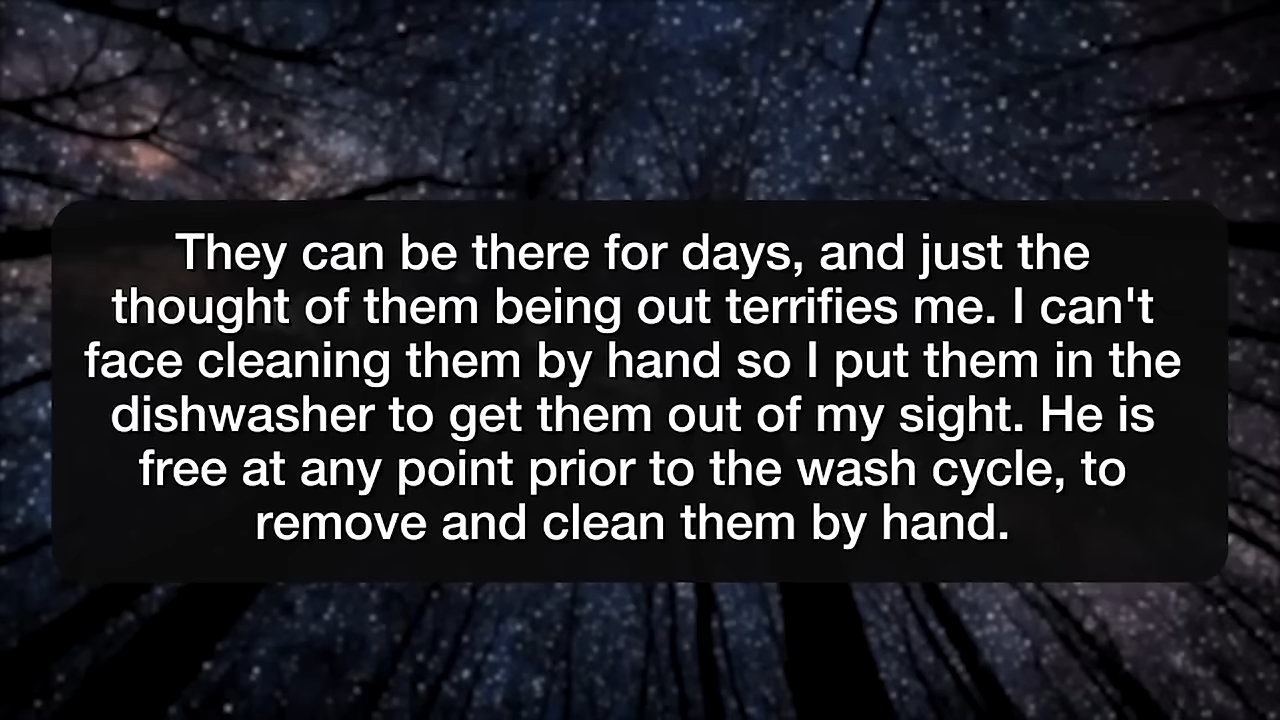 They can be there for days, and just the
thought of them being out terrifies me. I can't
face cleaning them by hand so I put them in the
dishwasher to get them out of my sight. He is
free at any point prior to the wash cycle, to
remove and clean them by hand.